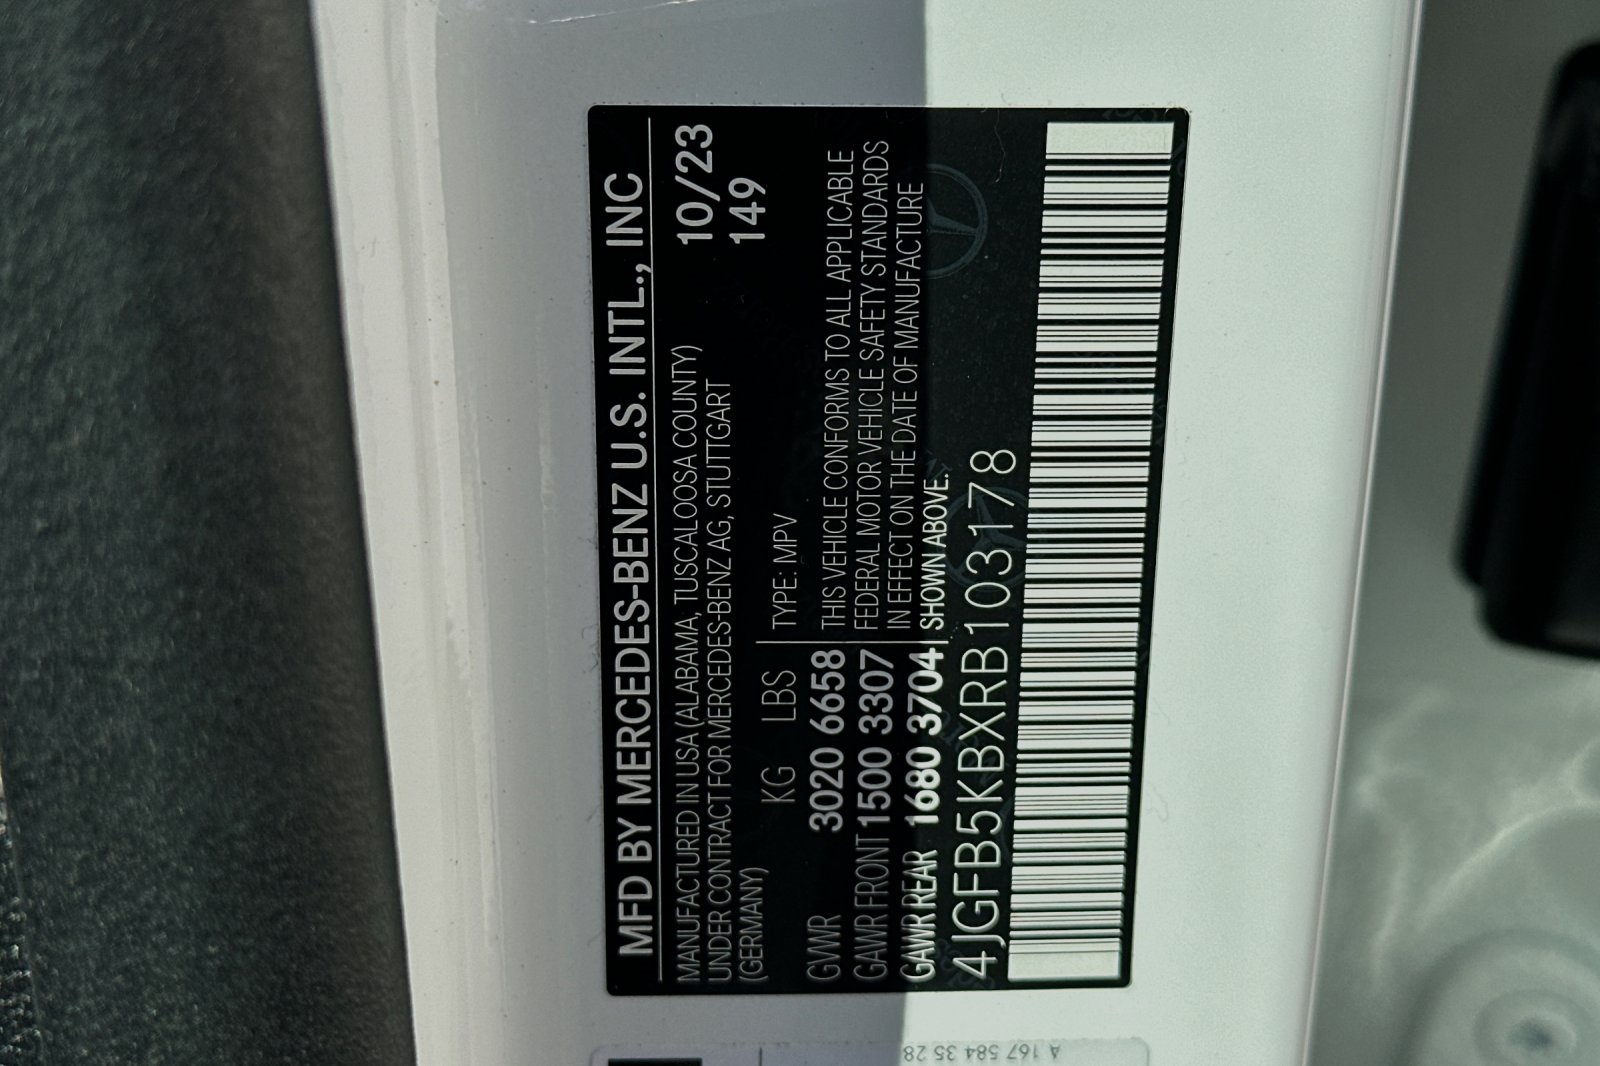 MFD BY MERCEDES-BENZ U.S. INTL., INC
MANUFACTURED IN USA (ALABAMA, TUSCALOOSA COUNTY) 10/23
UNDER CONTRACT FOR MERCEDES-BENZ AG, STUTTGART 149
(GERMANY)
KG LBS TYPE: MPV
GVWR 3020 6658 THIS VEHICLE CONFORMS TO ALL APPLICABLE
GAWR FRONT 1500 3307 FEDERAL MOTOR VEHICLE SAFETY STANDARDS
GAWR REAR 1680 3704 IN EFFECT ON THE DATE OF MANUFACTURE
SHOWN ABOVE.
4JGFB5KBXRB103178
A 167 584 35 28